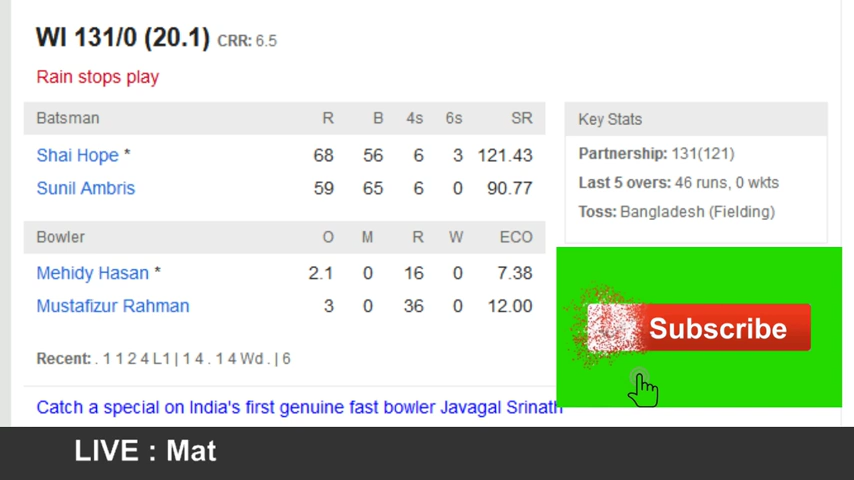 WI 131/0 (20.1) CRR: 6.5
Rain stops play
Batsman R B 4s 6s SR
Shai Hope * 68 56 6 3 121.43
Sunil Ambris 59 65 6 0 90.77
Bowler O M R W ECO
Mehidy Hasan * 2.1 0 16 0 7.38
Mustafizur Rahman 3 0 36 0 12.00
Recent: . 1 1 2 4 L1 | 1 4 . 1 4 Wd . | 6
Catch a special on India's first genuine fast bowler Javagal Srinath
Key Stats
Partnership: 131(121)
Last 5 overs: 46 runs, 0 wkts
Toss: Bangladesh (Fielding)
Subscribe
LIVE : Mat